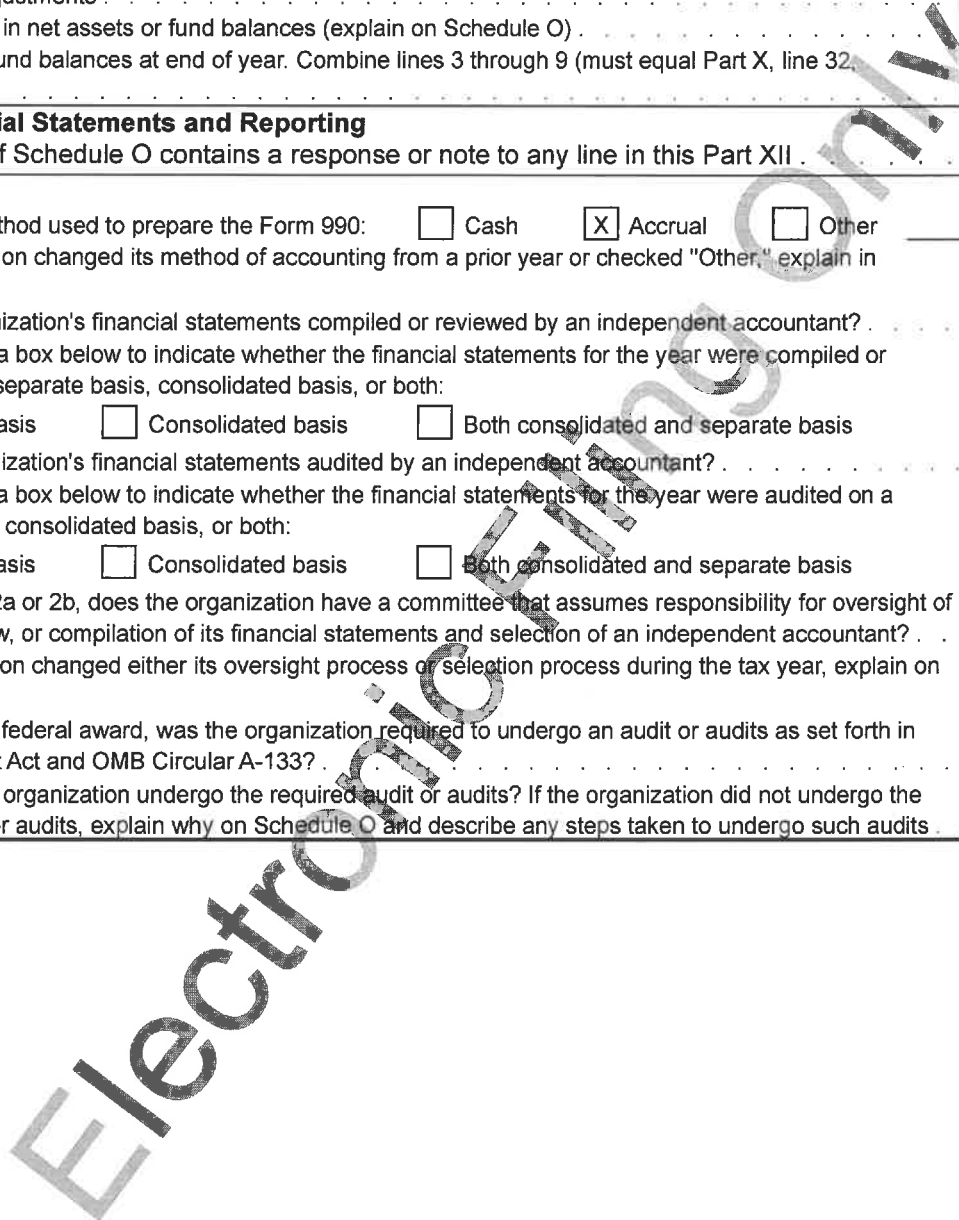 in net assets or fund balances (explain on Schedule O) . . . . . . . . . . . . .
und balances at end of year. Combine lines 3 through 9 (must equal Part X, line 32,
. . . . . . . . . . . . . . . . . . . . . . . . . . . . . . . . . . .
ial Statements and Reporting
f Schedule O contains a response or note to any line in this Part XII . . . . . .
thod used to prepare the Form 990: Cash X Accrual Other
on changed its method of accounting from a prior year or checked "Other," explain in
ization's financial statements compiled or reviewed by an independent accountant? . . . .
a box below to indicate whether the financial statements for the year were compiled or
separate basis, consolidated basis, or both:
asis Consolidated basis Both consolidated and separate basis
ization's financial statements audited by an independent accountant? . . . . . . . . . .
a box below to indicate whether the financial statements for the year were audited on a
consolidated basis, or both:
asis Consolidated basis Both consolidated and separate basis
2a or 2b, does the organization have a committee that assumes responsibility for oversight of
w, or compilation of its financial statements and selection of an independent accountant? . .
on changed either its oversight process or selection process during the tax year, explain on
federal award, was the organization required to undergo an audit or audits as set forth in
t Act and OMB Circular A-133? . . . . . . . . . . . . . . . . . . . . . . . .
organization undergo the required audit or audits? If the organization did not undergo the
r audits, explain why on Schedule O and describe any steps taken to undergo such audits .
Electronic Filing Only